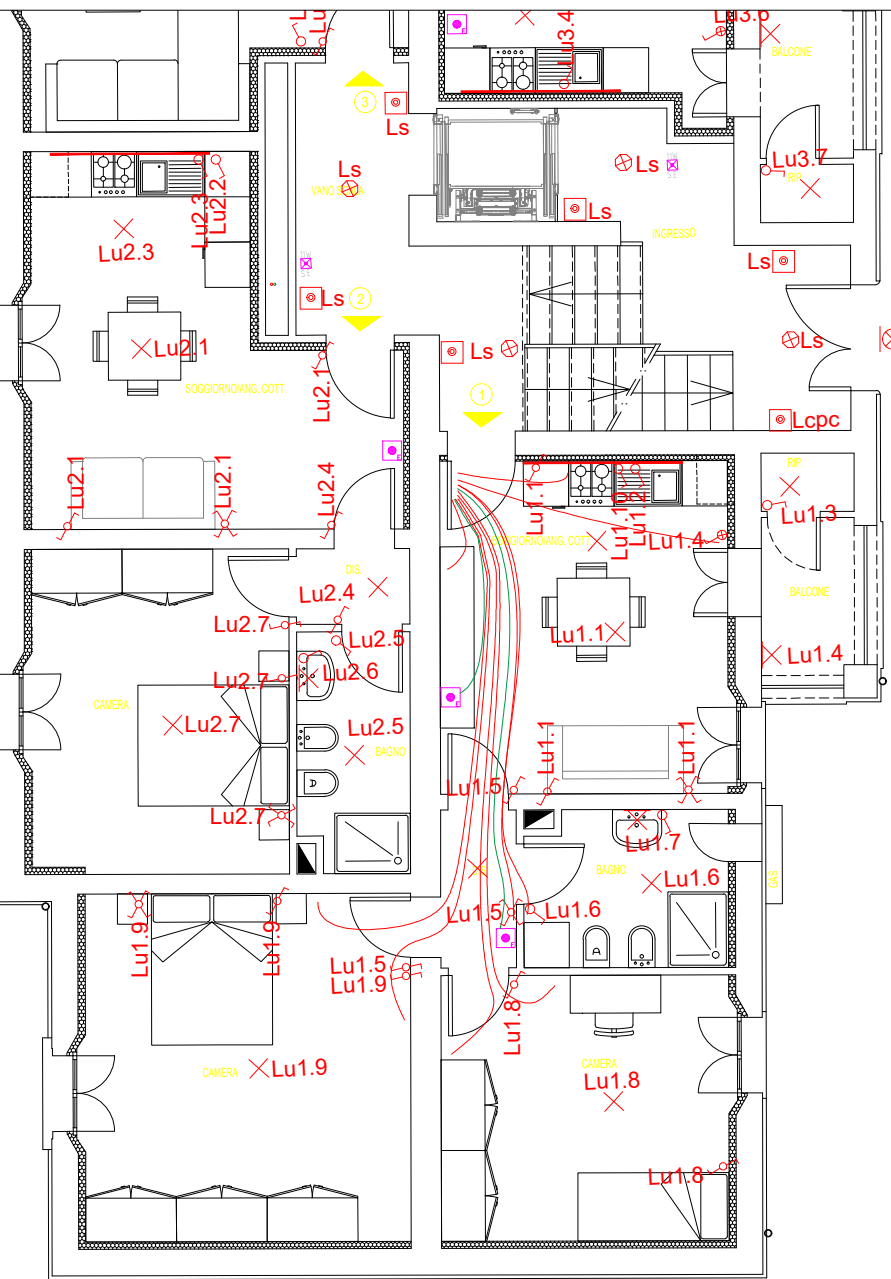 Lu3.4
Lu3.6
BALCONE
3
Ls
Ls
VANO SCALA
Ls
Lu3.7
RIP.
Lu2.3
Lu2.2
Lu2.3
Ls
INGRESSO
Ls
Ls
2
Lu2.1
Ls
Ls
SOGGIORNO/ANG. COTT.
Lu2.1
1
Lcpc
Lu2.1
Lu2.1
Lu2.4
Lu1.1
Lu1.2
RIP.
Lu1.3
SOGGIORNO/ANG. COTT.
Lu1.4
DIS.
Lu2.4
BALCONE
Lu2.7
Lu2.5
Lu1.1
Lu1.4
Lu2.7
Lu2.6
CAMERA
Lu2.7
Lu2.5
BAGNO
Lu1.5
Lu1.1
Lu1.1
Lu2.7
Lu1.7
BAGNO
Lu1.6
GAS
Lu1.9
Lu1.9
Lu1.5
Lu1.6
Lu1.5
Lu1.9
Lu1.8
CAMERA
Lu1.9
CAMERA
Lu1.8
Lu1.8